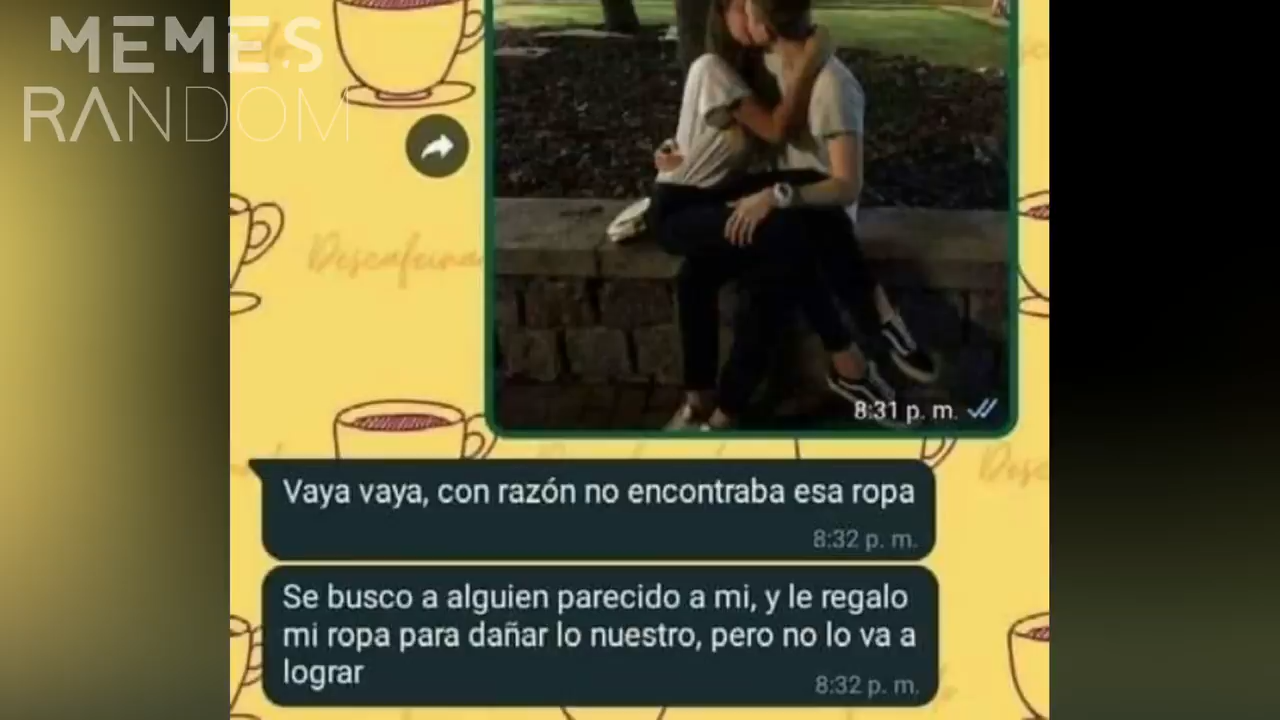 MEMES
RANDOM
Descafeina
8:31 p. m.
Vaya vaya, con razón no encontraba esa ropa
8:32 p. m.
Se busco a alguien parecido a mi, y le regalo
mi ropa para dañar lo nuestro, pero no lo va a
lograr
8:32 p. m.